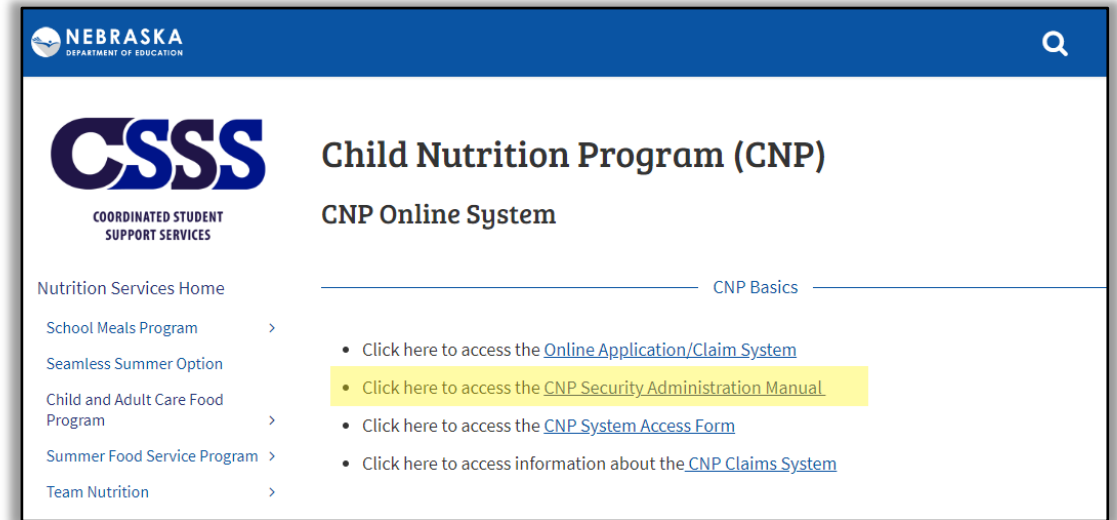 NEBRASKA
DEPARTMENT OF EDUCATION
CSSS
COORDINATED STUDENT
SUPPORT SERVICES
Nutrition Services Home
School Meals Program >
Seamless Summer Option
Child and Adult Care Food
Program >
Summer Food Service Program >
Team Nutrition >
Child Nutrition Program (CNP)
CNP Online System
CNP Basics
• Click here to access the Online Application/Claim System
• Click here to access the CNP Security Administration Manual
• Click here to access the CNP System Access Form
• Click here to access information about the CNP Claims System